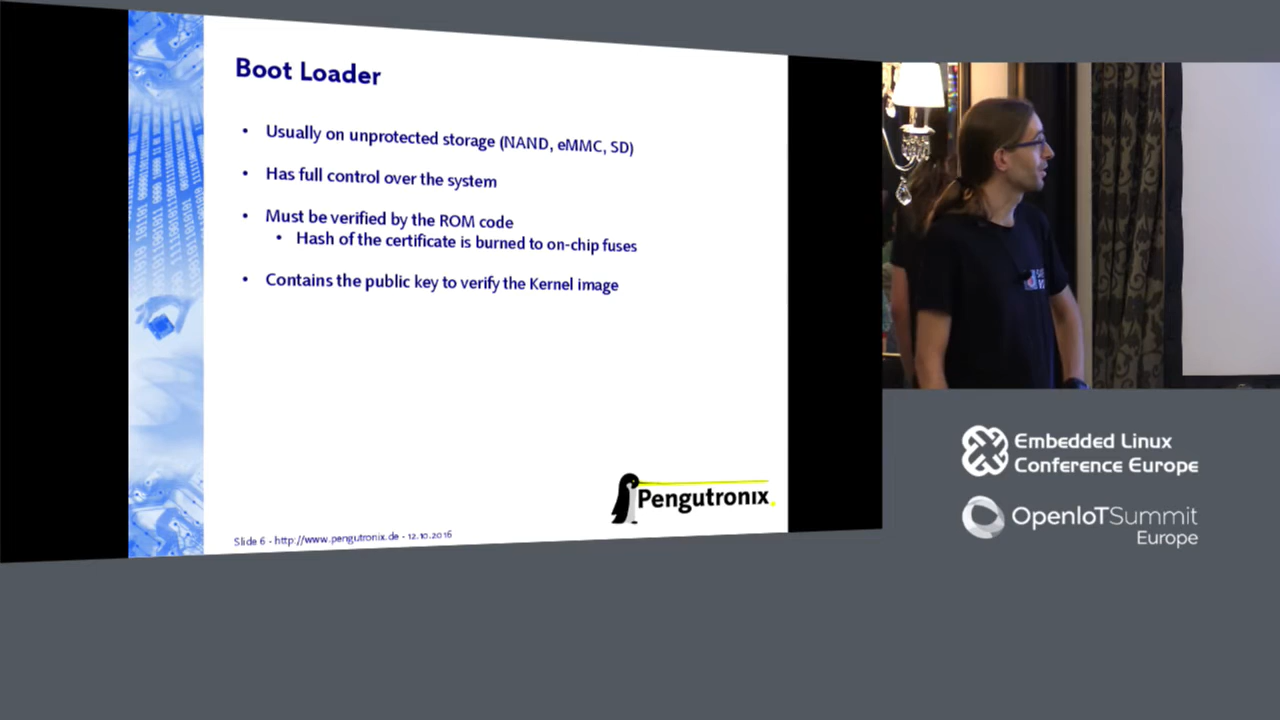 Boot Loader
• Usually on unprotected storage (NAND, eMMC, SD)
• Has full control over the system
• Must be verified by the ROM code
• Hash of the certificate is burned to on-chip fuses
• Contains the public key to verify the Kernel image
Pengutronix.
Slide 6 - http://www.pengutronix.de - 12.10.2016
Embedded Linux
Conference Europe
OpenIoTSummit
Europe